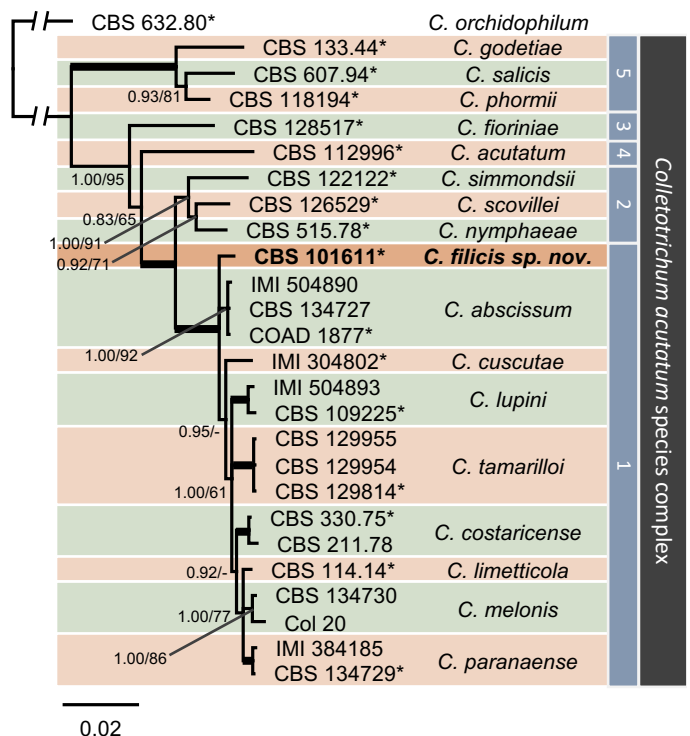 CBS 632.80* C. orchidophilum
CBS 133.44* C. godetiae
CBS 607.94* C. salicis
0.93/81
CBS 118194* C. phormii
5
CBS 128517* C. fioriniae
3
CBS 112996* C. acutatum
4
1.00/95
CBS 122122* C. simmondsii
0.83/65
CBS 126529* C. scovillei
2
1.00/91
CBS 515.78* C. nymphaeae
0.92/71
CBS 101611* C. filicis sp. nov.
IMI 504890
CBS 134727 C. abscissum
COAD 1877*
1.00/92
IMI 304802* C. cuscutae
IMI 504893
C. lupini
CBS 109225*
0.95/-
CBS 129955
CBS 129954 C. tamarilloi
CBS 129814*
1.00/61
1
CBS 330.75*
C. costaricense
CBS 211.78
0.92/-
CBS 114.14* C. limetticola
CBS 134730
C. melonis
1.00/77
Col 20
IMI 384185
1.00/86
C. paranaense
CBS 134729*
Colletotrichum acutatum species complex
0.02